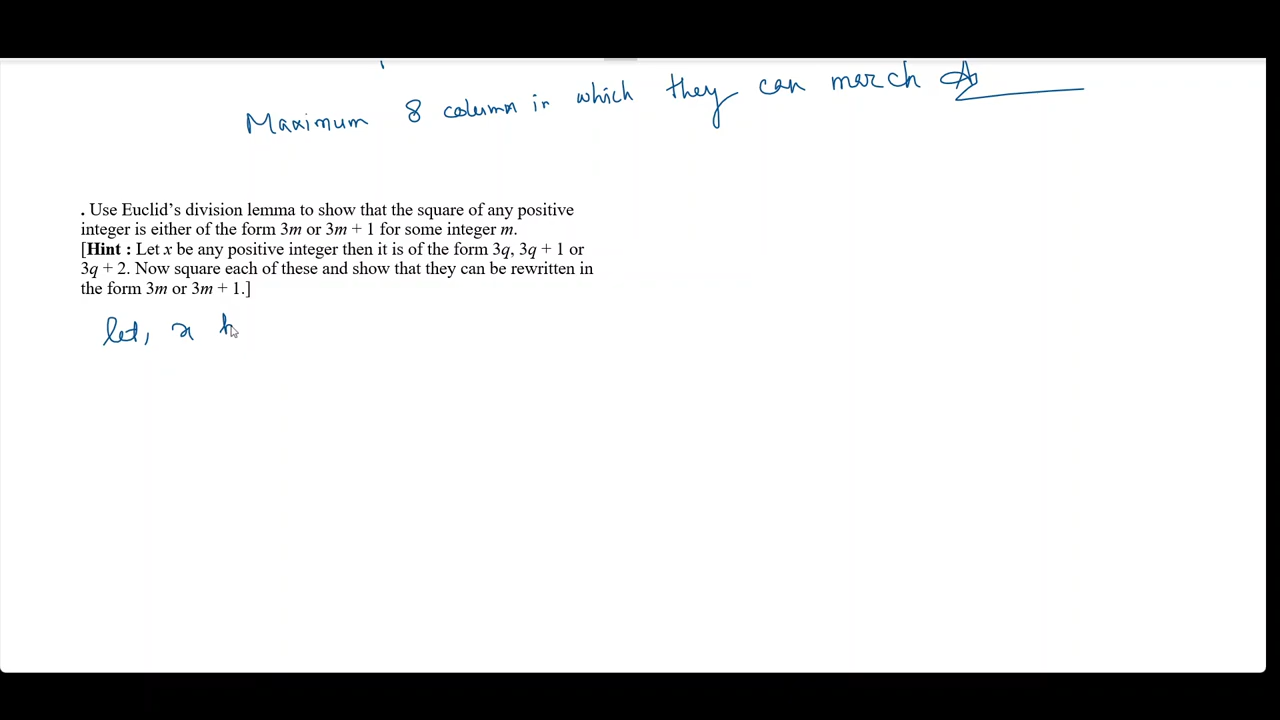 Maximum 8 column in which they can march A
. Use Euclid’s division lemma to show that the square of any positive
integer is either of the form 3m or 3m + 1 for some integer m.
[Hint : Let x be any positive integer then it is of the form 3q, 3q + 1 or
3q + 2. Now square each of these and show that they can be rewritten in
the form 3m or 3m + 1.]
let, x b